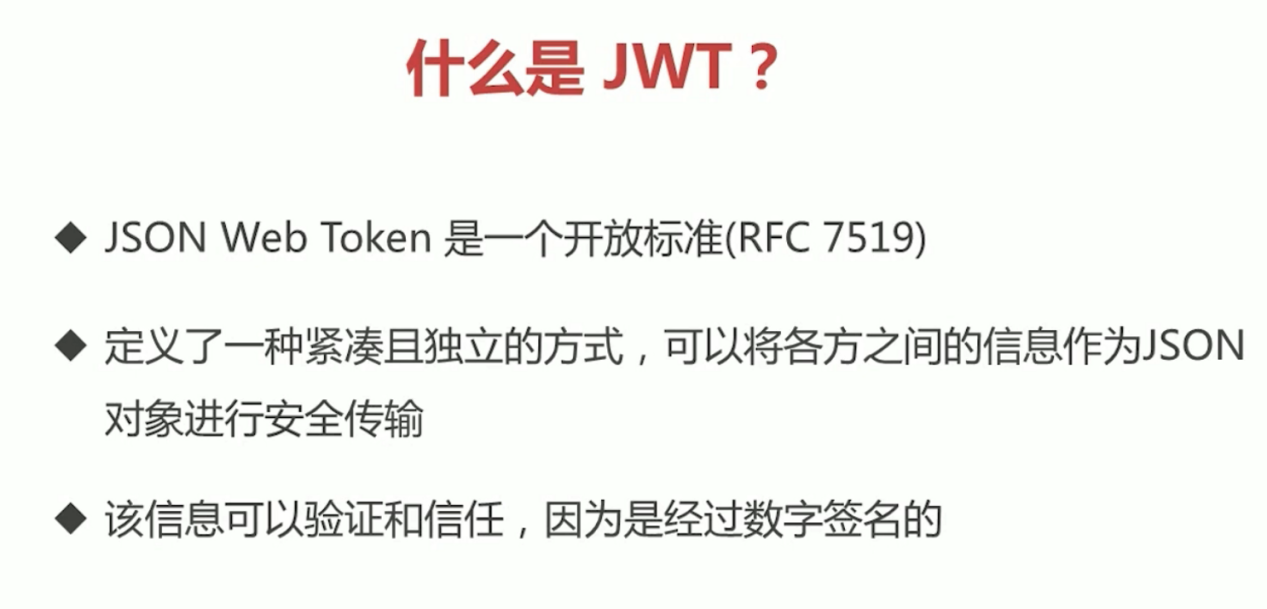 什么是 JWT？
◆ JSON Web Token 是一个开放标准(RFC 7519)
◆ 定义了一种紧凑且独立的方式，可以将各方之间的信息作为JSON
对象进行安全传输
◆ 该信息可以验证和信任，因为是经过数字签名的